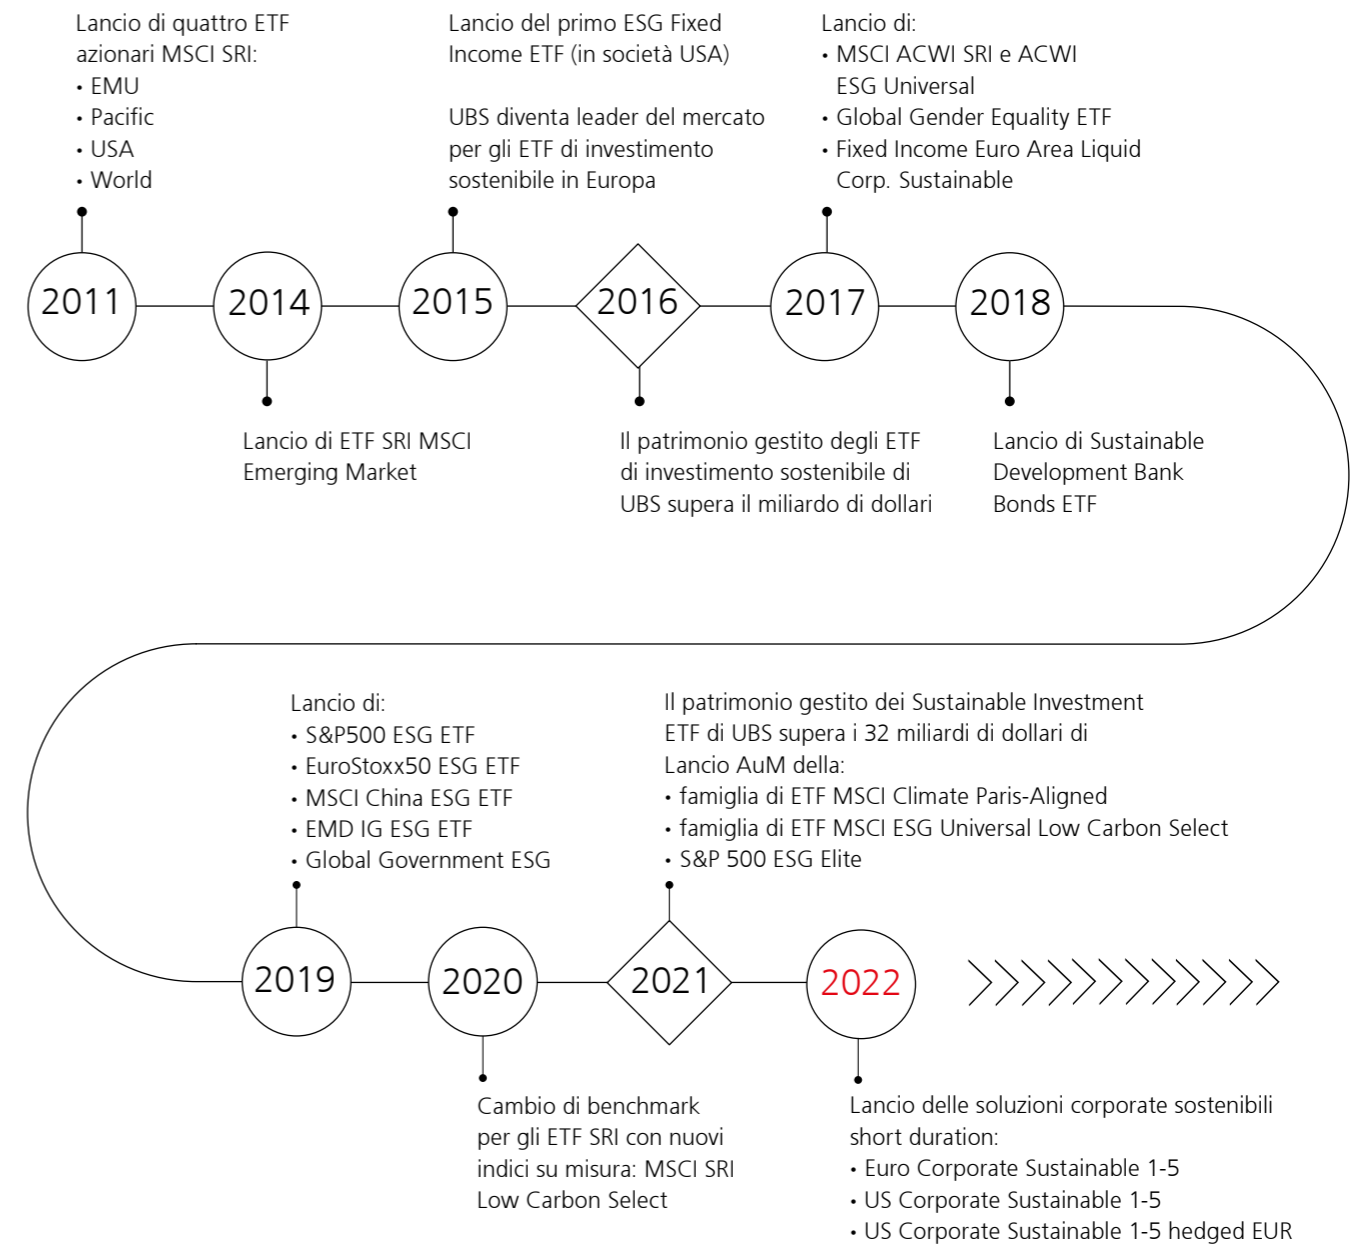 Lancio di quattro ETF
azionari MSCI SRI:
• EMU
• Pacific
• USA
• World
Lancio del primo ESG Fixed
Income ETF (in società USA)
UBS diventa leader del mercato
per gli ETF di investimento
sostenibile in Europa
Lancio di:
• MSCI ACWI SRI e ACWI
ESG Universal
• Global Gender Equality ETF
• Fixed Income Euro Area Liquid
Corp. Sustainable
2011
2014
2015
2016
2017
2018
Lancio di ETF SRI MSCI
Emerging Market
Il patrimonio gestito degli ETF
di investimento sostenibile di
UBS supera il miliardo di dollari
Lancio di Sustainable
Development Bank
Bonds ETF
Lancio di:
• S&P500 ESG ETF
• EuroStoxx50 ESG ETF
• MSCI China ESG ETF
• EMD IG ESG ETF
• Global Government ESG
Il patrimonio gestito dei Sustainable Investment
ETF di UBS supera i 32 miliardi di dollari di
Lancio AuM della:
• famiglia di ETF MSCI Climate Paris-Aligned
• famiglia di ETF MSCI ESG Universal Low Carbon Select
• S&P 500 ESG Elite
2019
2020
2021
2022
Cambio di benchmark
per gli ETF SRI con nuovi
indici su misura: MSCI SRI
Low Carbon Select
Lancio delle soluzioni corporate sostenibili
short duration:
• Euro Corporate Sustainable 1-5
• US Corporate Sustainable 1-5
• US Corporate Sustainable 1-5 hedged EUR